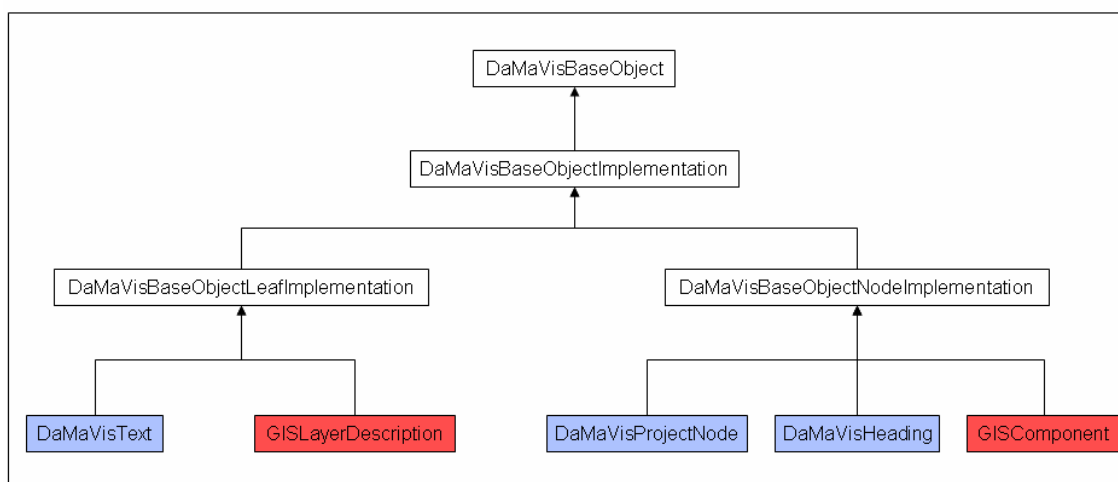 DaMaVisBaseObject
DaMaVisBaseObjectImplementation
DaMaVisBaseObjectLeafImplementation
DaMaVisBaseObjectNodeImplementation
DaMaVisText
GISLayerDescription
DaMaVisProjectNode
DaMaVisHeading
GISComponent